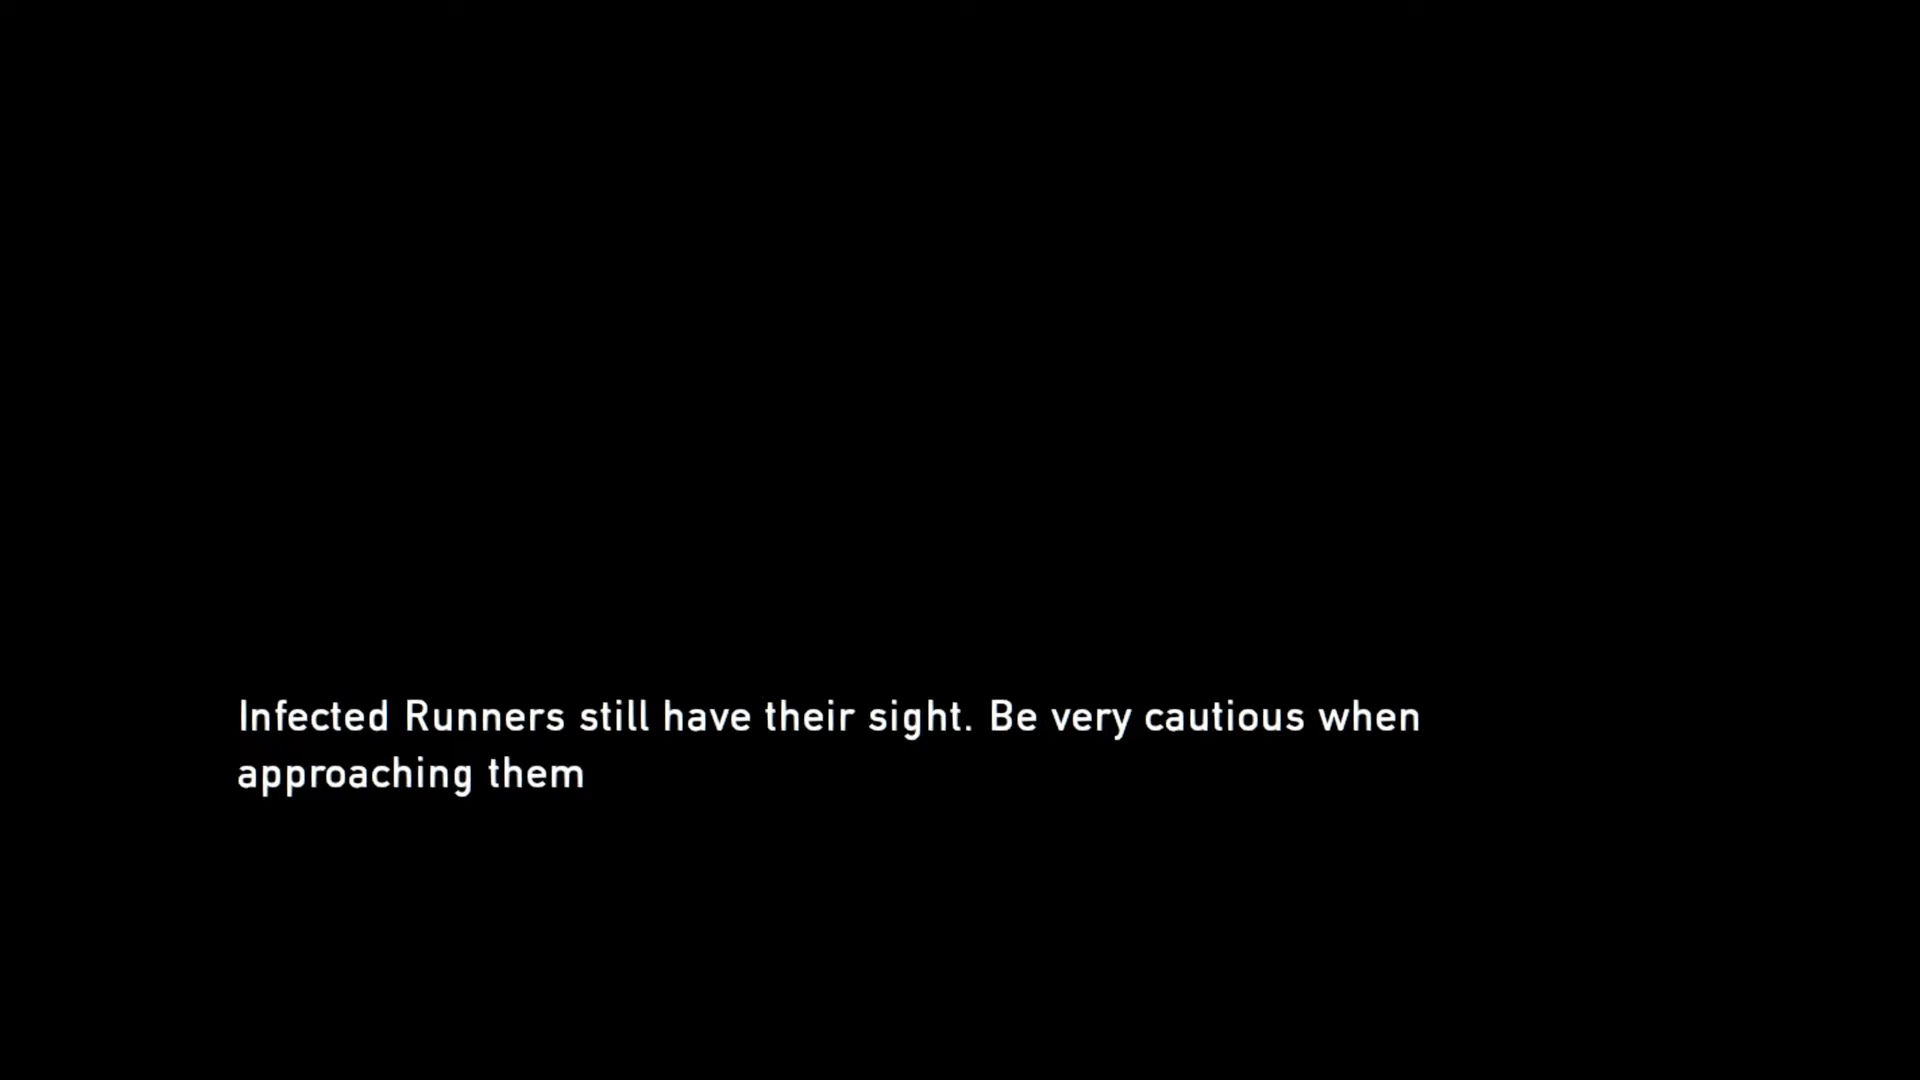 Infected Runners still have their sight. Be very cautious when
approaching them